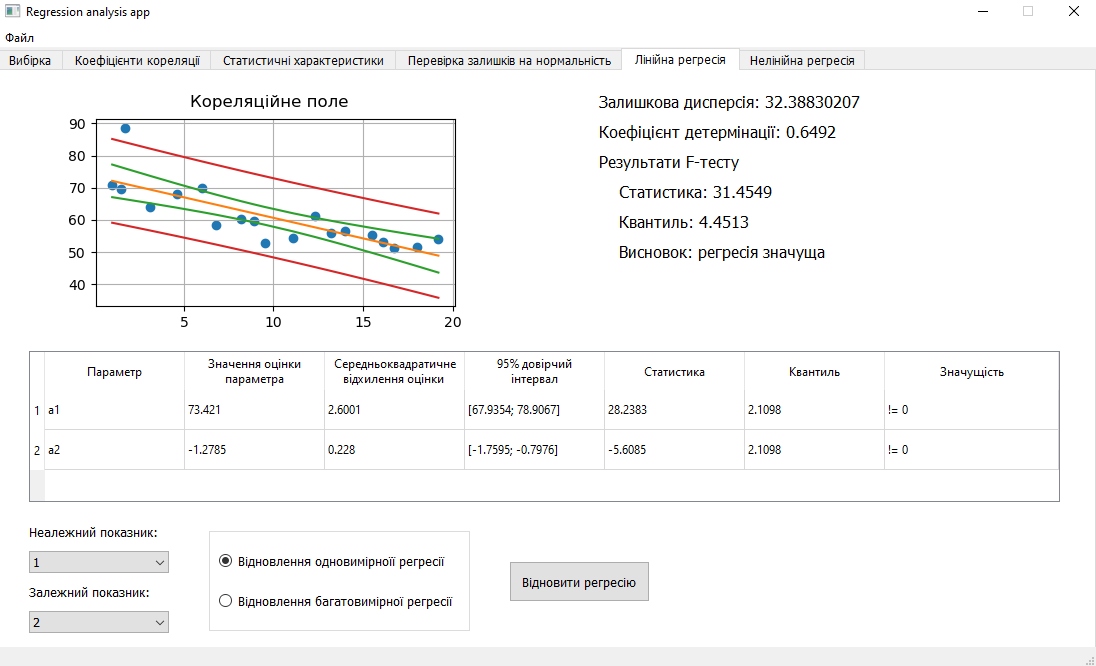 Regression analysis app
Файл
Вибірка Коефіцієнти кореляції Статистичні характеристики Перевірка залишків на нормальність Лінійна регресія Нелінійна регресія
Кореляційне поле
90
80
70
60
50
40
5 10 15 20
Залишкова дисперсія: 32.38830207
Коефіцієнт детермінації: 0.6492
Результати F-тесту
Статистика: 31.4549
Квантиль: 4.4513
Висновок: регресія значуща
Параметр Значення оцінки параметра Середньоквадратичне відхилення оцінки 95% довірчий інтервал Статистика Квантиль Значущість
1 a1 73.421 2.6001 [67.9354; 78.9067] 28.2383 2.1098 != 0
2 a2 -1.2785 0.228 [-1.7595; -0.7976] -5.6085 2.1098 != 0
Неалежний показник:
1
Залежний показник:
2
Відновлення одновимірної регресії
Відновлення багатовимірної регресії
Відновити регресію